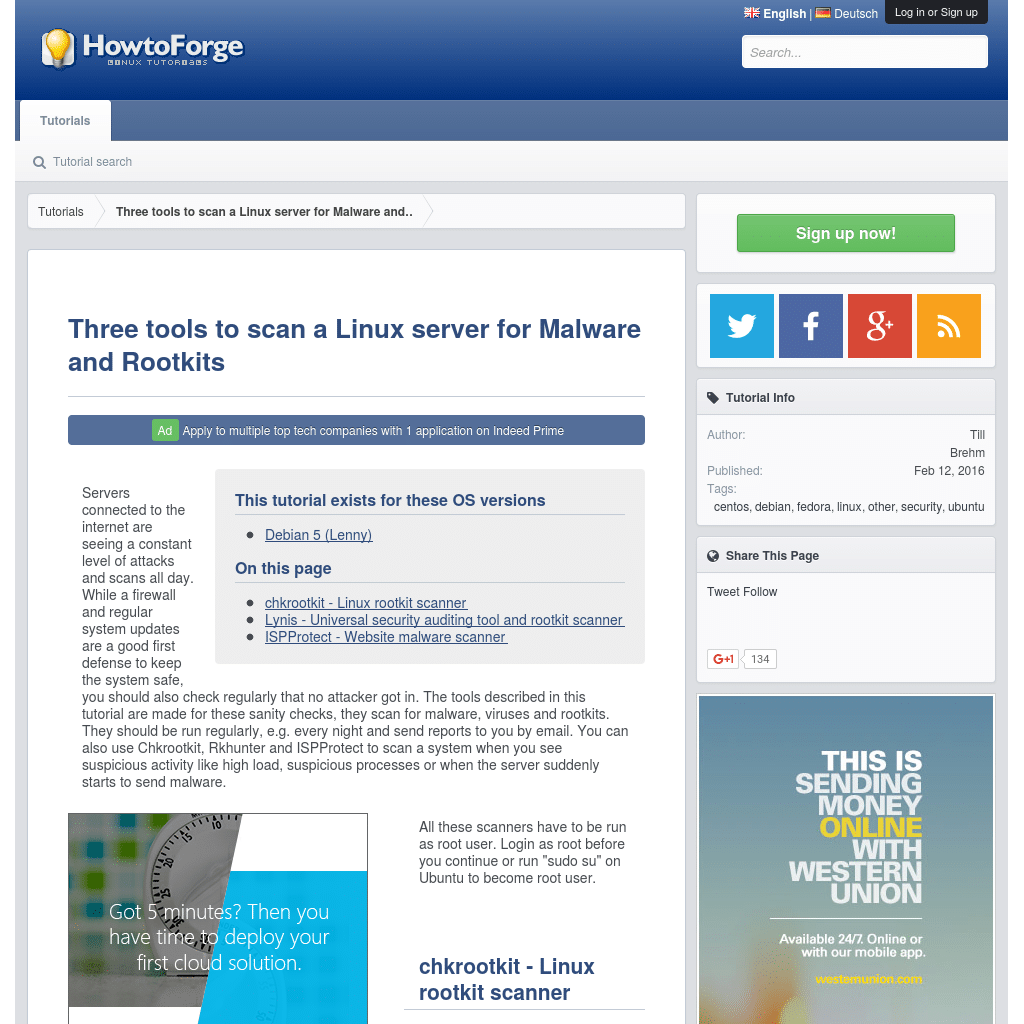 English | Deutsch
Log in or Sign up
HowtoForge
LINUX TUTORIALS
Search...
Tutorials
Tutorial search
Tutorials
Three tools to scan a Linux server for Malware and..
Three tools to scan a Linux server for Malware
and Rootkits
Ad Apply to multiple top tech companies with 1 application on Indeed Prime
This tutorial exists for these OS versions
Debian 5 (Lenny)
On this page
chkrootkit - Linux rootkit scanner
Lynis - Universal security auditing tool and rootkit scanner
ISPProtect - Website malware scanner
Servers
connected to the
internet are
seeing a constant
level of attacks
and scans all day.
While a firewall
and regular
system updates
are a good first
defense to keep
the system safe,
you should also check regularly that no attacker got in. The tools described in this
tutorial are made for these sanity checks, they scan for malware, viruses and rootkits.
They should be run regularly, e.g. every night and send reports to you by email. You can
also use Chkrootkit, Rkhunter and ISPProtect to scan a system when you see
suspicious activity like high load, suspicious processes or when the server suddenly
starts to send malware.
10
15
20
25
Got 5 minutes? Then you
have time to deploy your
first cloud solution.
All these scanners have to be run
as root user. Login as root before
you continue or run "sudo su" on
Ubuntu to become root user.
chkrootkit - Linux
rootkit scanner
Sign up now!
f
g+
Tutorial Info
Author: Till
Brehm
Published: Feb 12, 2016
Tags:
centos, debian, fedora, linux, other, security, ubuntu
Share This Page
Tweet Follow
G+1 134
THIS IS
SENDING
MONEY
ONLINE
WITH
WESTERN
UNION
Available 24/7. Online or
with our mobile app.
westernunion.com